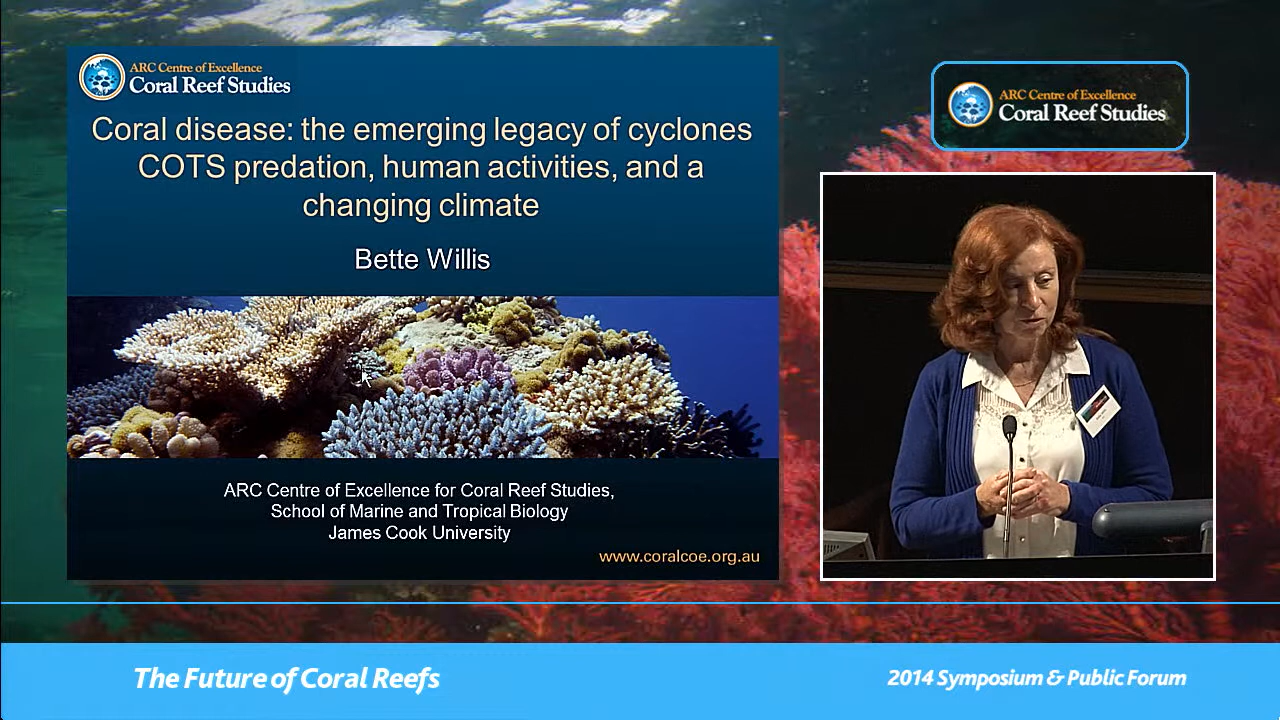 ARC Centre of Excellence
Coral Reef Studies
Coral disease: the emerging legacy of cyclones
COTS predation, human activities, and a
changing climate
Bette Willis
ARC Centre of Excellence for Coral Reef Studies,
School of Marine and Tropical Biology
James Cook University
www.coralcoe.org.au
ARC Centre of Excellence
Coral Reef Studies
The Future of Coral Reefs
2014 Symposium & Public Forum